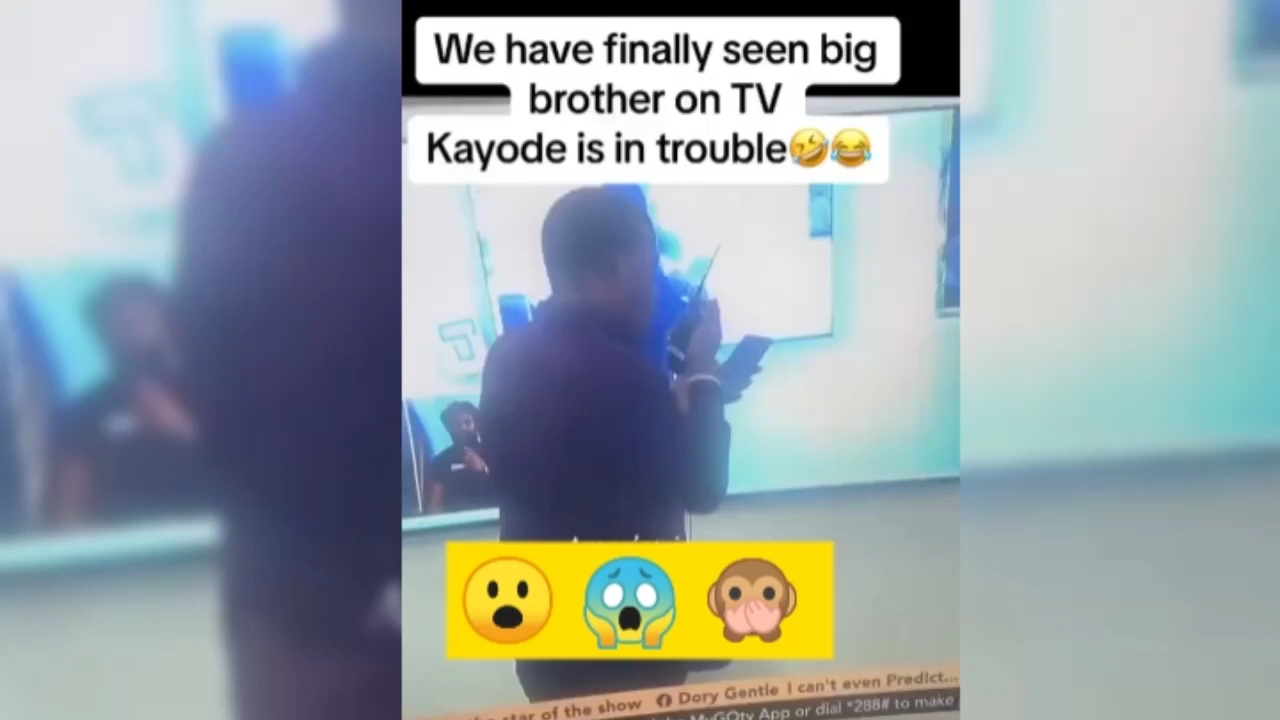 We have finally seen big
brother on TV
Kayode is in trouble🤣😂
star of the show Dory Gentle I can't even Predict...
MyGOtv App or dial *288# to make